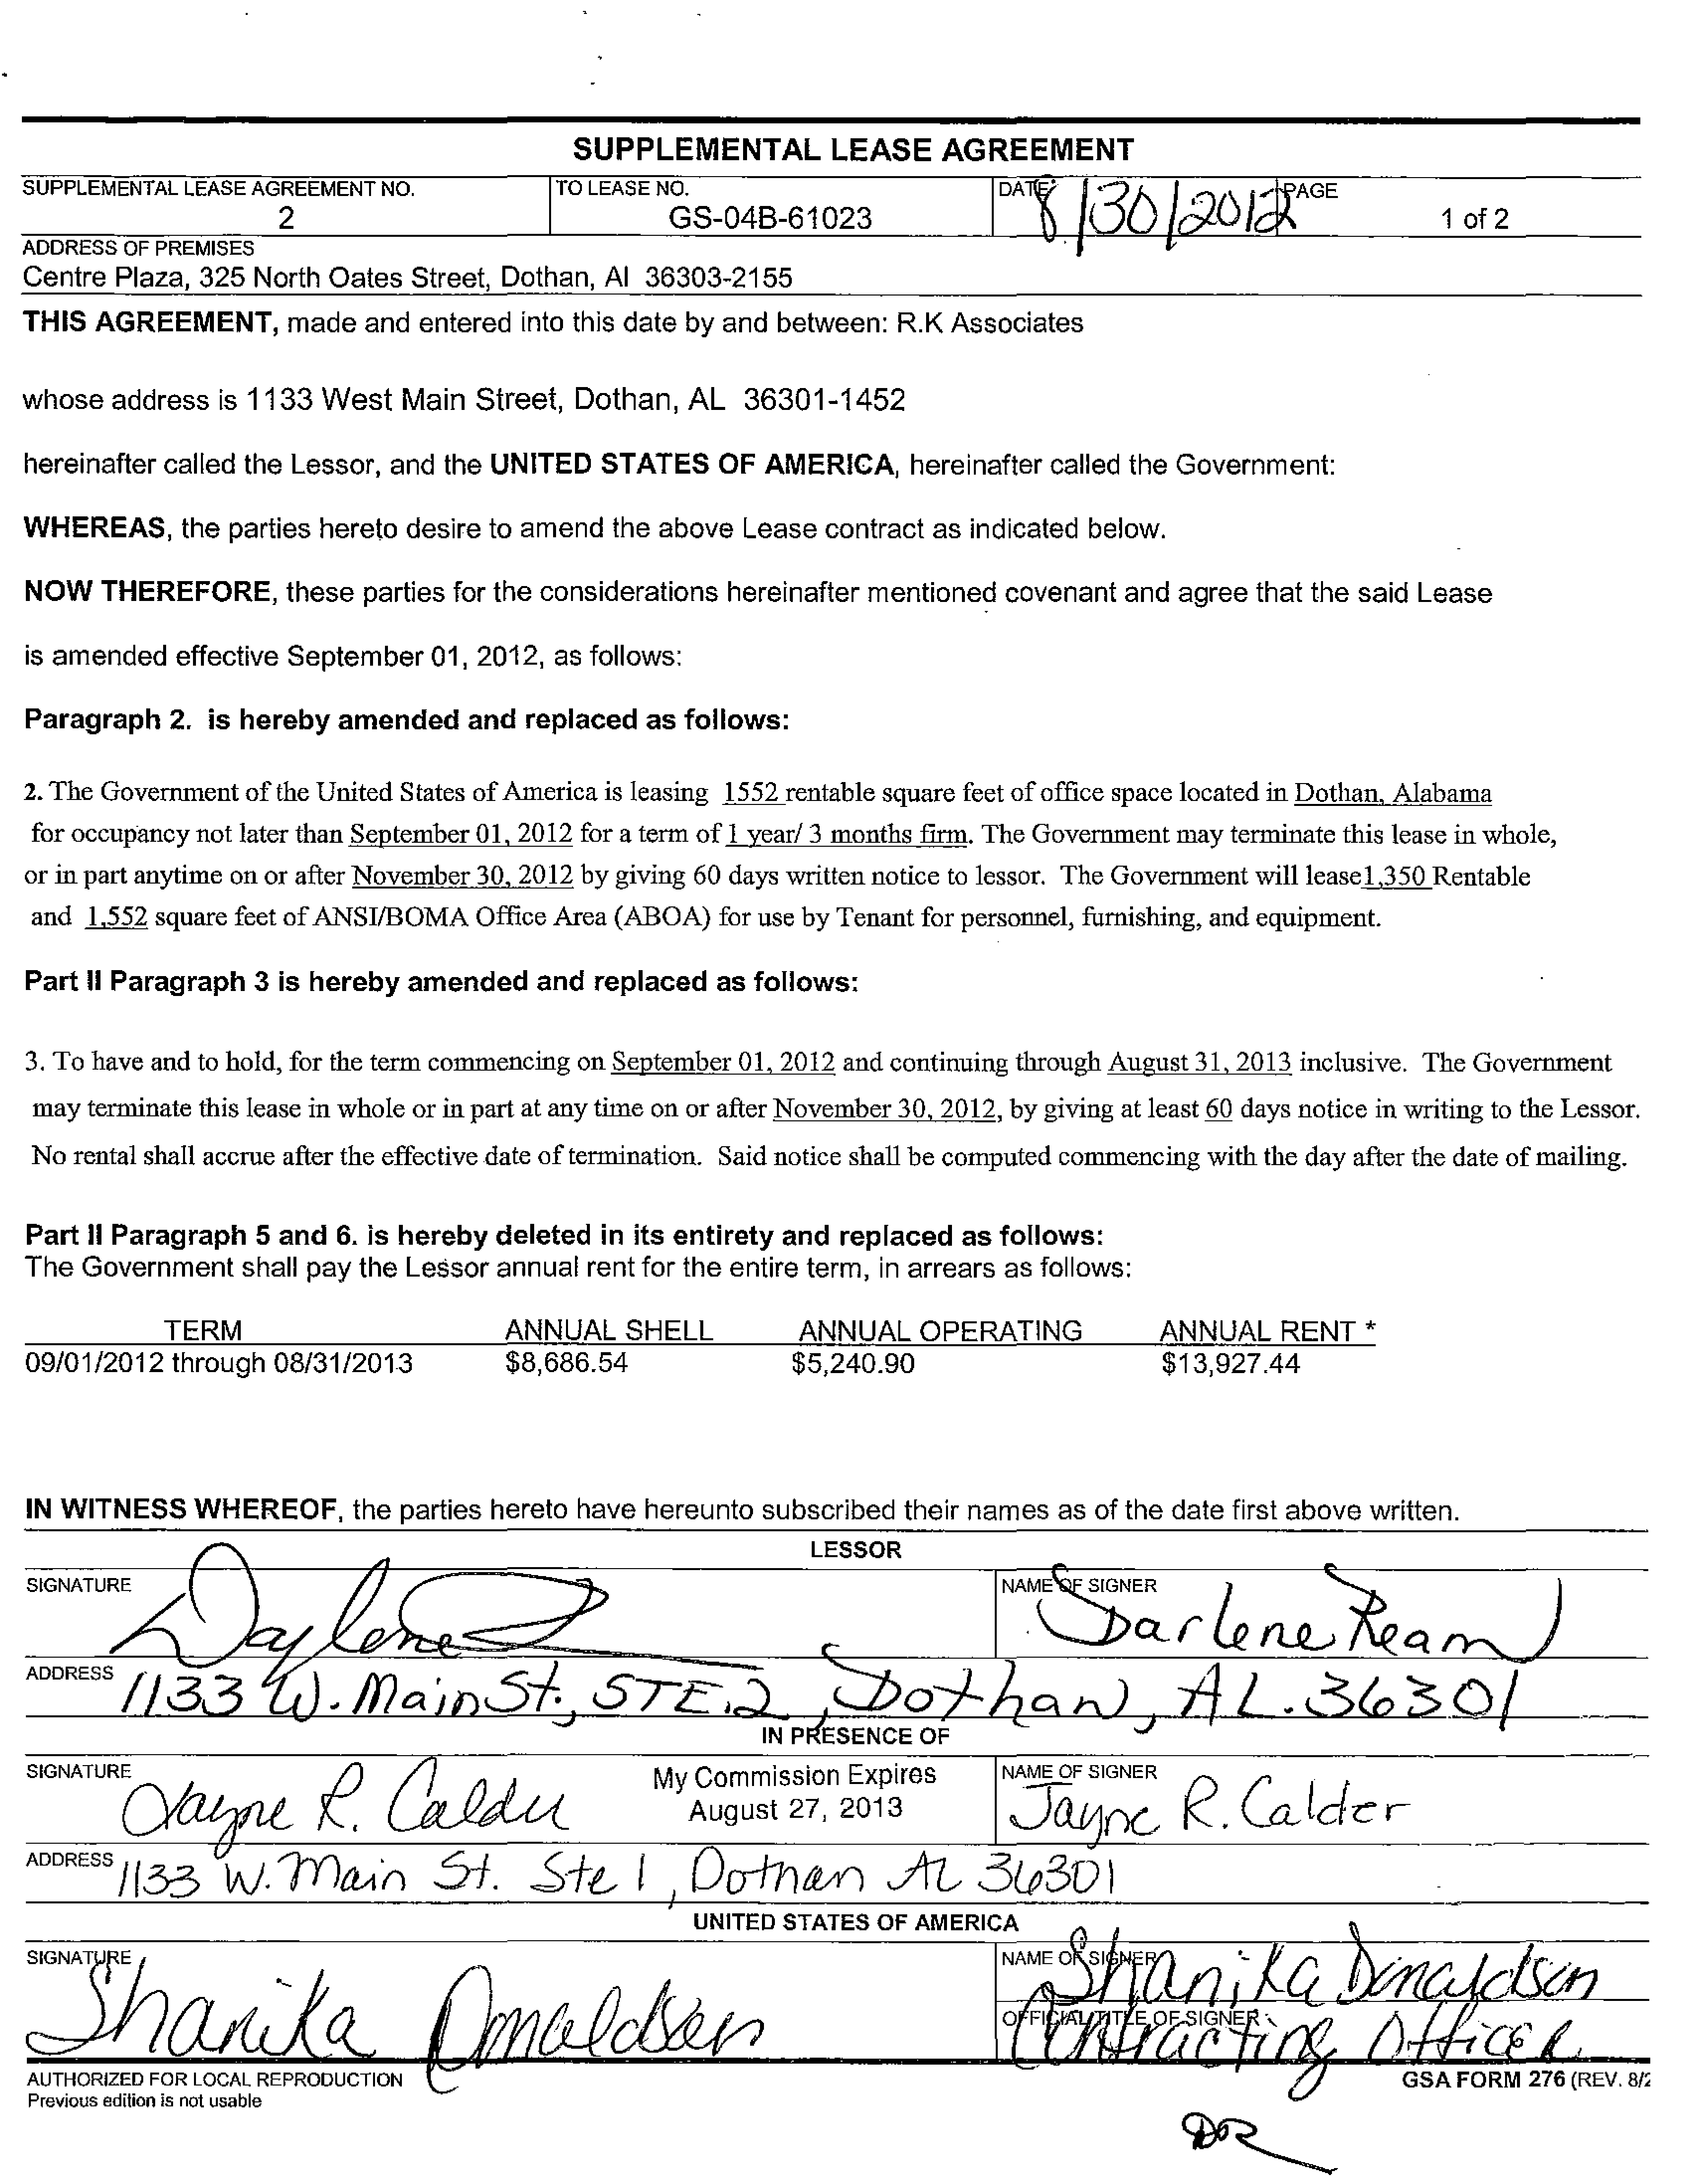 SUPPLEMENTAL LEASE AGREEMENT
SUPPLEMENTAL LEASE AGREEMENT NO. TO LEASE NO. DATE PAGE
2 GS-04B-61023 8/30/2012 1 of 2
ADDRESS OF PREMISES
Centre Plaza, 325 North Oates Street, Dothan, Al 36303-2155
THIS AGREEMENT, made and entered into this date by and between: R.K Associates
whose address is 1133 West Main Street, Dothan, AL 36301-1452
hereinafter called the Lessor, and the UNITED STATES OF AMERICA, hereinafter called the Government:
WHEREAS, the parties hereto desire to amend the above Lease contract as indicated below.
NOW THEREFORE, these parties for the considerations hereinafter mentioned covenant and agree that the said Lease
is amended effective September 01, 2012, as follows:
Paragraph 2. is hereby amended and replaced as follows:
2. The Government of the United States of America is leasing 1552 rentable square feet of office space located in Dothan, Alabama
for occupancy not later than September 01, 2012 for a term of 1 year/ 3 months firm. The Government may terminate this lease in whole,
or in part anytime on or after November 30, 2012 by giving 60 days written notice to lessor. The Government will lease1,350 Rentable
and 1,552 square feet of ANSI/BOMA Office Area (ABOA) for use by Tenant for personnel, furnishing, and equipment.
Part II Paragraph 3 is hereby amended and replaced as follows:
3. To have and to hold, for the term commencing on September 01, 2012 and continuing through August 31, 2013 inclusive. The Government
may terminate this lease in whole or in part at any time on or after November 30, 2012, by giving at least 60 days notice in writing to the Lessor.
No rental shall accrue after the effective date of termination. Said notice shall be computed commencing with the day after the date of mailing.
Part II Paragraph 5 and 6. is hereby deleted in its entirety and replaced as follows:
The Government shall pay the Lessor annual rent for the entire term, in arrears as follows:
TERM ANNUAL SHELL ANNUAL OPERATING ANNUAL RENT *
09/01/2012 through 08/31/2013 $8,686.54 $5,240.90 $13,927.44
IN WITNESS WHEREOF, the parties hereto have hereunto subscribed their names as of the date first above written.
LESSOR
SIGNATURE NAME OF SIGNER
Darlene Ream
ADDRESS 1133 W. Main St., STE.2, Dothan, AL. 36301
IN PRESENCE OF
SIGNATURE My Commission Expires NAME OF SIGNER
Jayne R. Calder August 27, 2013 Jayne R. Calder
ADDRESS 1133 W. Main St. Ste 1, Dothan AL 36301
UNITED STATES OF AMERICA
SIGNATURE NAME OF SIGNER Shanika Donaldson
Shanika Donaldson OFFICIAL TITLE OF SIGNER Contracting Officer
AUTHORIZED FOR LOCAL REPRODUCTION GSA FORM 276 (REV. 8/2
Previous edition is not usable